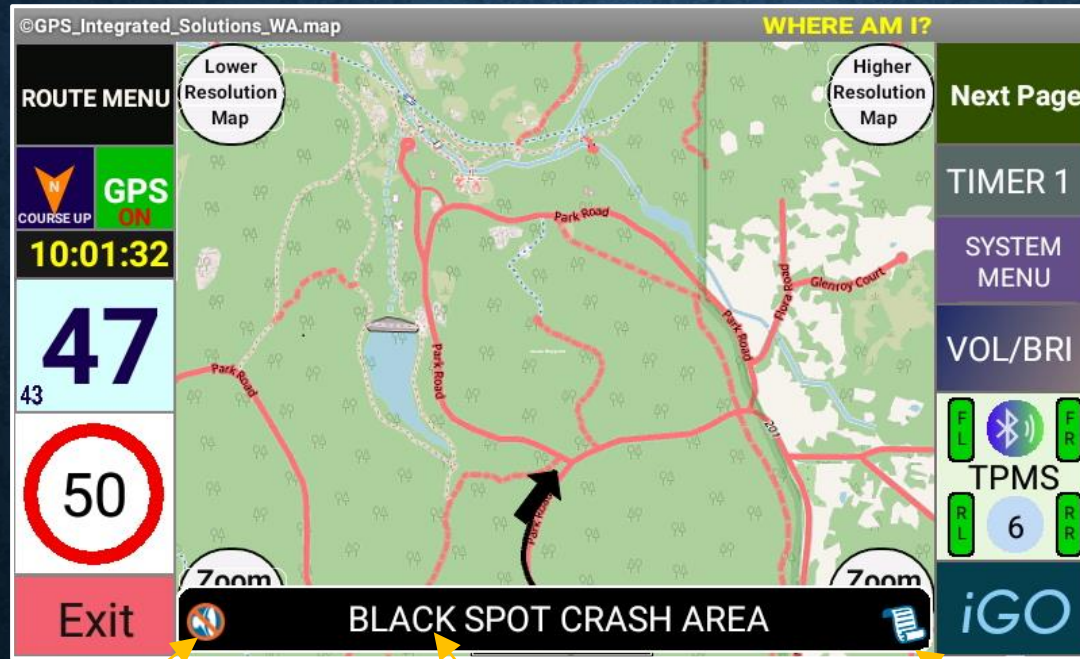 ©GPS_Integrated_Solutions_WA.map
WHERE AM I?
ROUTE MENU
Lower
Resolution
Map
Higher
Resolution
Map
Next Page
N
COURSE UP
GPS
ON
TIMER 1
10:01:32
SYSTEM
MENU
47
43
VOL/BRI
50
FL
FR
TPMS
RL
6
RR
Park Road
Park Road
Park Road
Park Road
Park Road
Flora Road
Glenroy Court
201
Zoom
Zoom
Exit
BLACK SPOT CRASH AREA
iGO